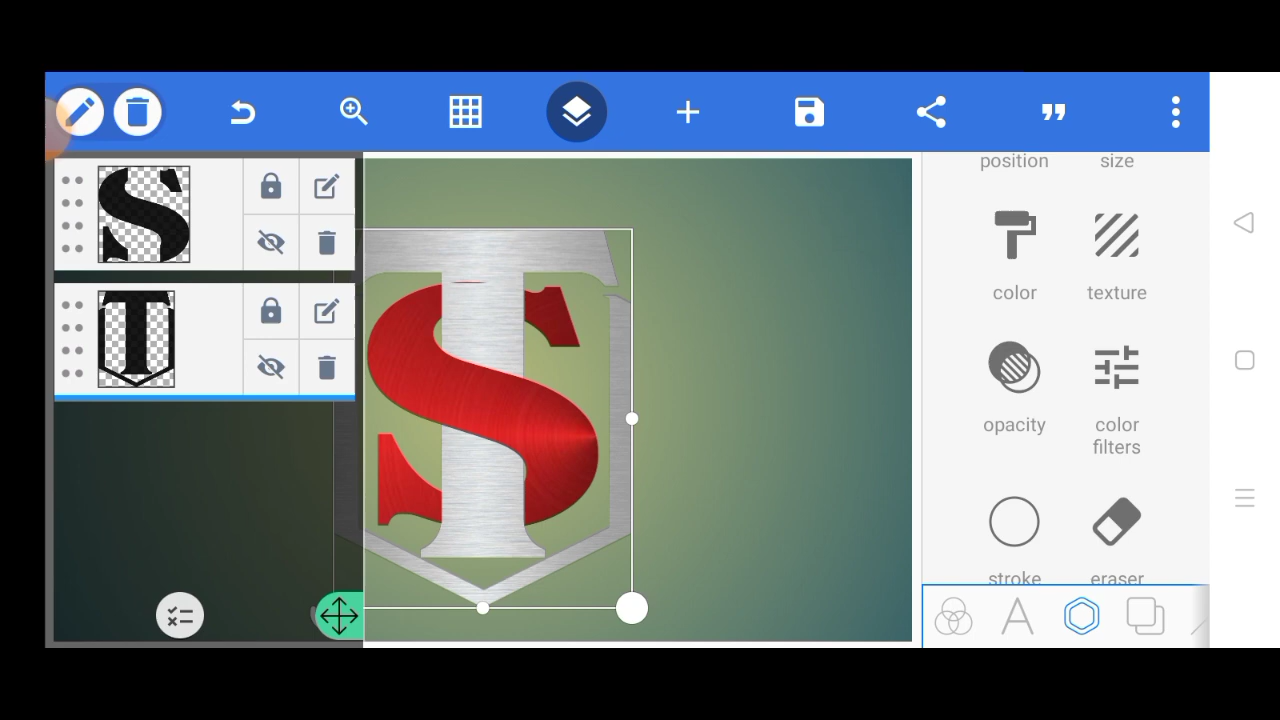 S
T
T
S
position size
color texture
opacity color
filters
stroke eraser
A